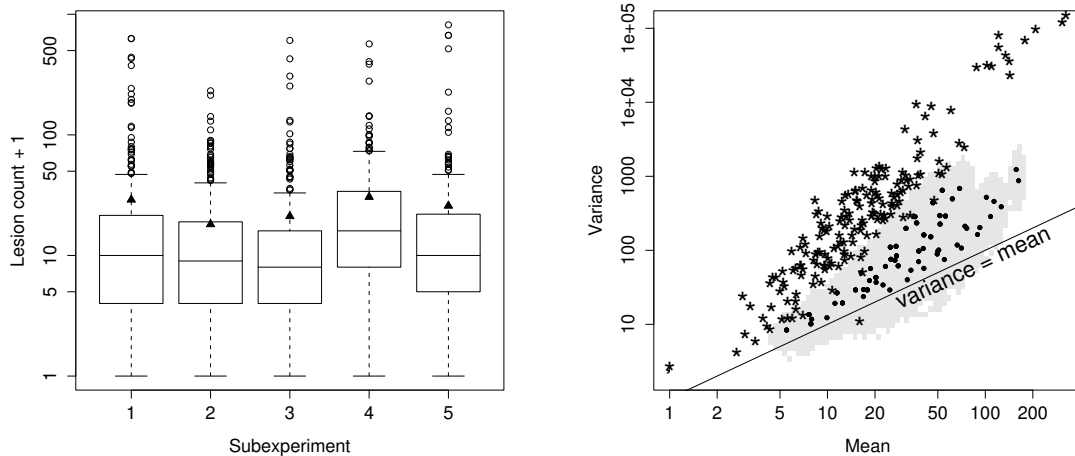 Lesion count + 1
500
100
50
10
5
1
1 2 3 4 5
Subexperiment
Variance
1e+05
1e+04
1000
100
10
variance = mean
1 2 5 10 20 50 100 200
Mean